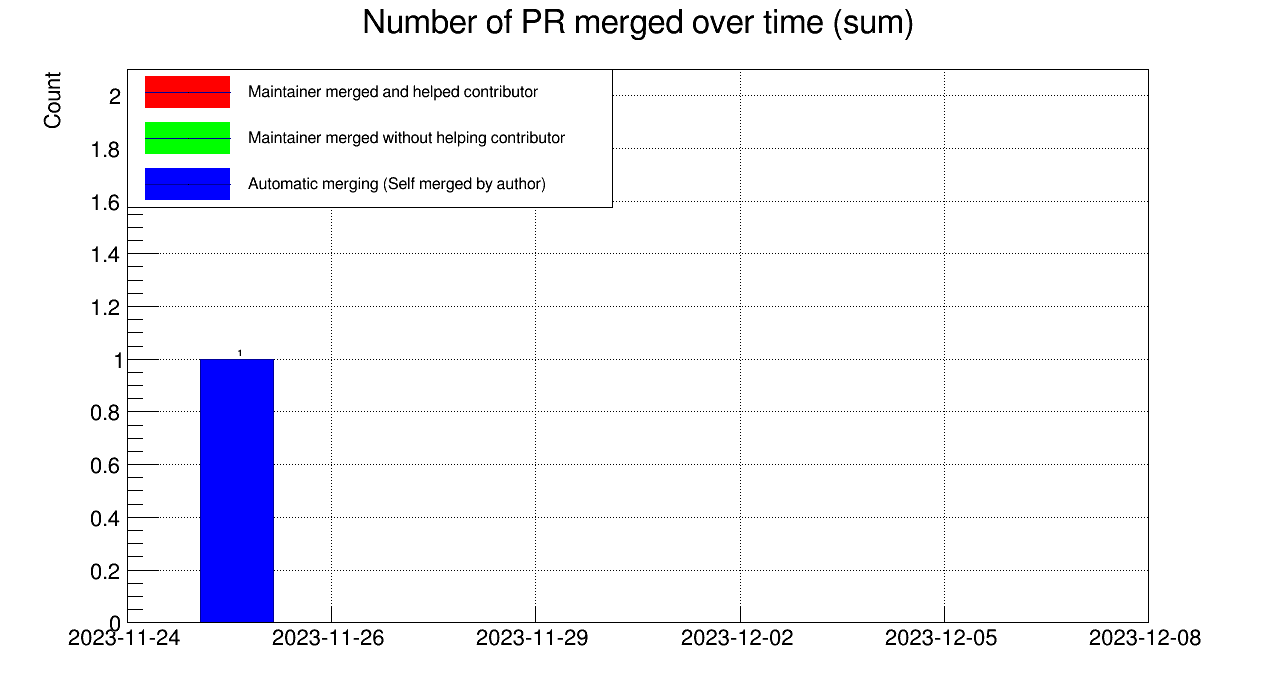 Number of PR merged over time (sum)
Count
Maintainer merged and helped contributor
Maintainer merged without helping contributor
Automatic merging (Self merged by author)
2
1.8
1.6
1.4
1.2
1
0.8
0.6
0.4
0.2
0
1
2023-11-24 2023-11-26 2023-11-29 2023-12-02 2023-12-05 2023-12-08